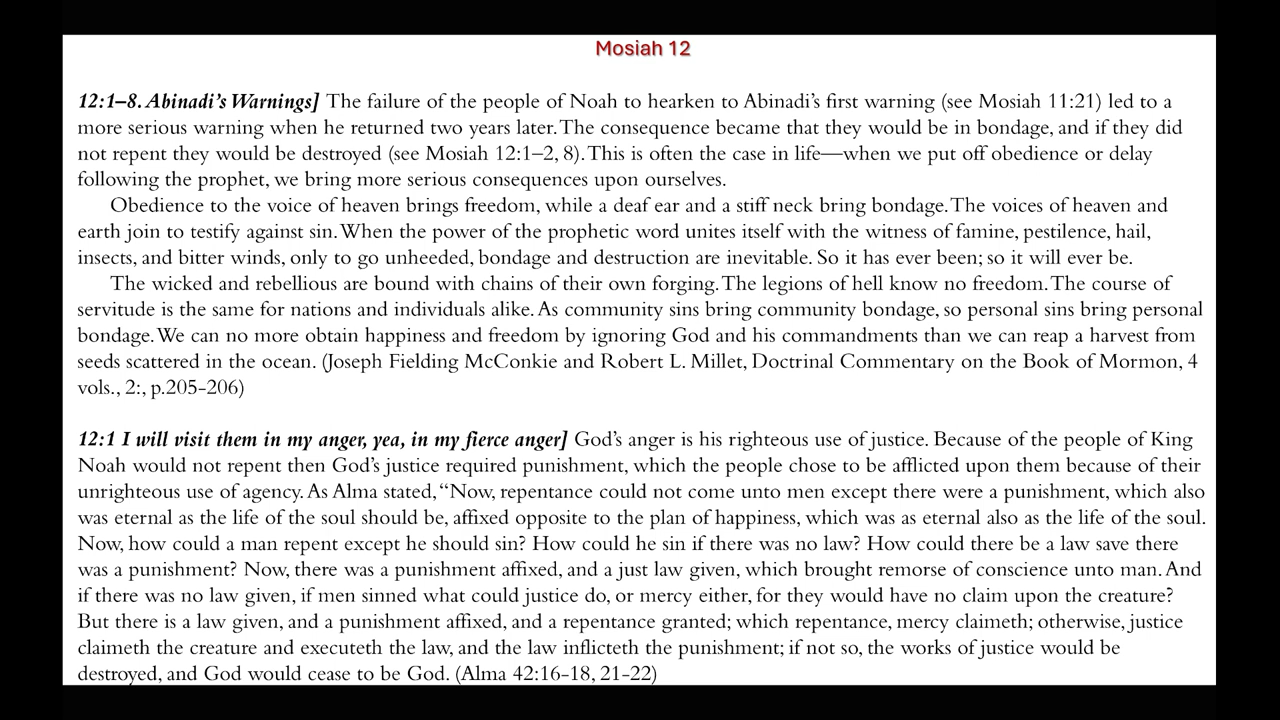 Mosiah 12
12:1–8. Abinadi's Warnings] The failure of the people of Noah to hearken to Abinadi's first warning (see Mosiah 11:21) led to a
more serious warning when he returned two years later. The consequence became that they would be in bondage, and if they did
not repent they would be destroyed (see Mosiah 12:1–2, 8). This is often the case in life—when we put off obedience or delay
following the prophet, we bring more serious consequences upon ourselves.
Obedience to the voice of heaven brings freedom, while a deaf ear and a stiff neck bring bondage. The voices of heaven and
earth join to testify against sin. When the power of the prophetic word unites itself with the witness of famine, pestilence, hail,
insects, and bitter winds, only to go unheeded, bondage and destruction are inevitable. So it has ever been; so it will ever be.
The wicked and rebellious are bound with chains of their own forging. The legions of hell know no freedom. The course of
servitude is the same for nations and individuals alike. As community sins bring community bondage, so personal sins bring personal
bondage. We can no more obtain happiness and freedom by ignoring God and his commandments than we can reap a harvest from
seeds scattered in the ocean. (Joseph Fielding McConkie and Robert L. Millet, Doctrinal Commentary on the Book of Mormon, 4
vols., 2:, p.205-206)
12:1 I will visit them in my anger, yea, in my fierce anger] God's anger is his righteous use of justice. Because of the people of King
Noah would not repent then God's justice required punishment, which the people chose to be afflicted upon them because of their
unrighteous use of agency. As Alma stated, “Now, repentance could not come unto men except there were a punishment, which also
was eternal as the life of the soul should be, affixed opposite to the plan of happiness, which was as eternal also as the life of the soul.
Now, how could a man repent except he should sin? How could he sin if there was no law? How could there be a law save there
was a punishment? Now, there was a punishment affixed, and a just law given, which brought remorse of conscience unto man. And
if there was no law given, if men sinned what could justice do, or mercy either, for they would have no claim upon the creature?
But there is a law given, and a punishment affixed, and a repentance granted; which repentance, mercy claimeth; otherwise, justice
claimeth the creature and executeth the law, and the law inflicteth the punishment; if not so, the works of justice would be
destroyed, and God would cease to be God. (Alma 42:16-18, 21-22)